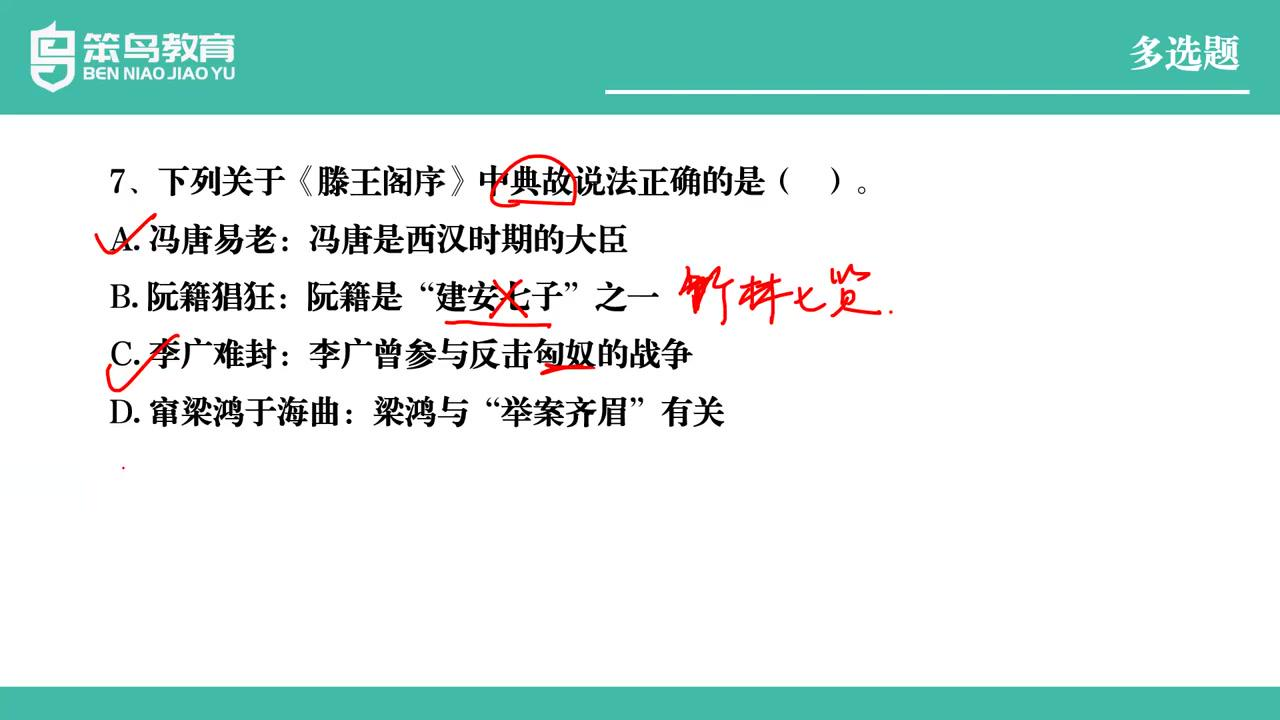 笨鸟教育
BEN NIAO JIAO YU
多选题
7、下列关于《滕王阁序》中典故说法正确的是（ ）。
A. 冯唐易老：冯唐是西汉时期的大臣
B. 阮籍猖狂：阮籍是“建安七子”之一 竹林七览.
C. 李广难封：李广曾参与反击匈奴的战争
D. 窜梁鸿于海曲：梁鸿与“举案齐眉”有关